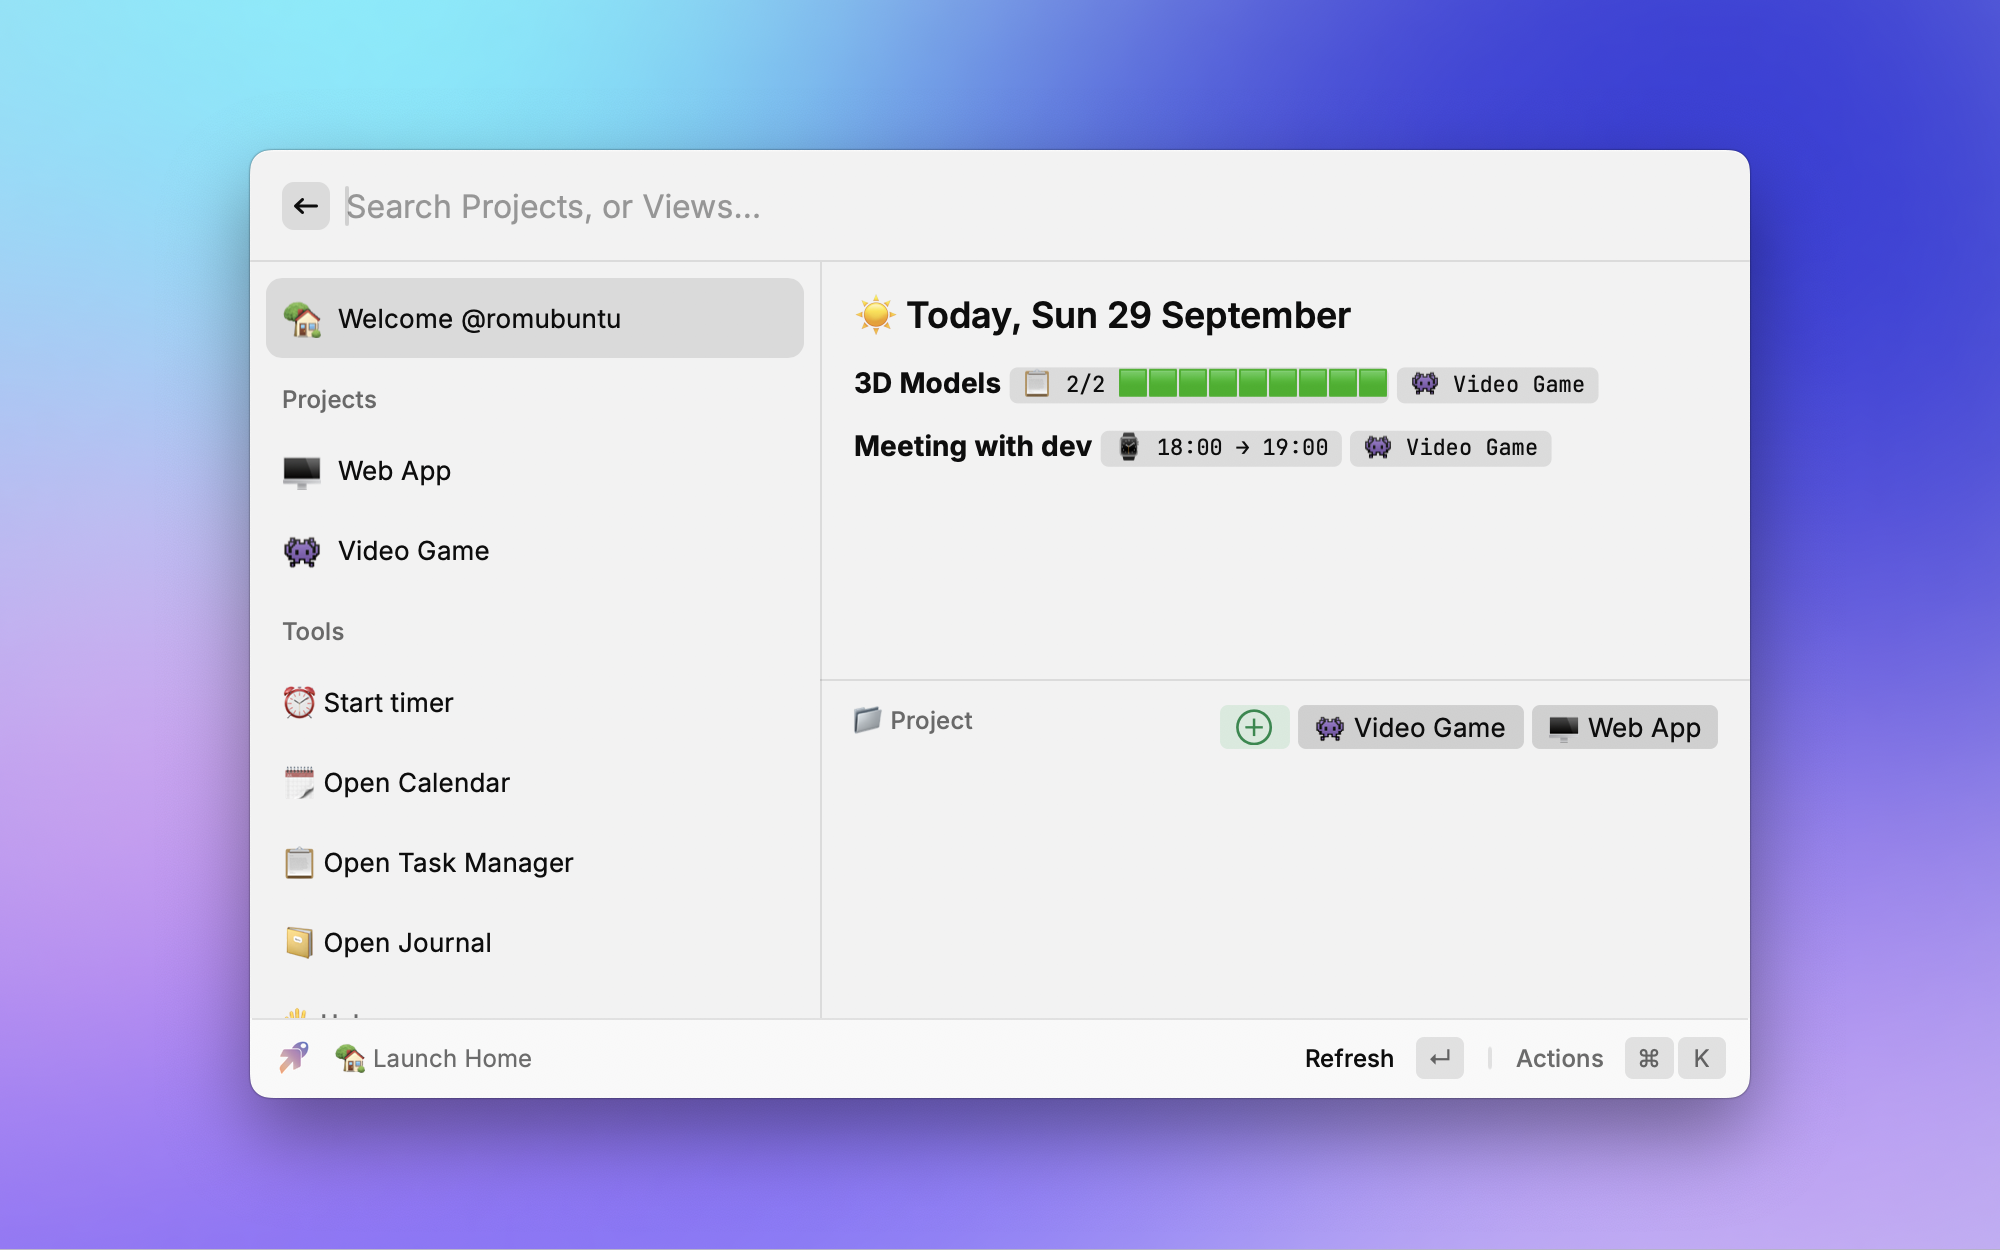 Search Projects, or Views...
Welcome @romubuntu
Projects
Web App
Video Game
Tools
Start timer
Open Calendar
Open Task Manager
Open Journal
Today, Sun 29 September
3D Models 2/2 Video Game
Meeting with dev 18:00 → 19:00 Video Game
Project Video Game Web App
Launch Home
Refresh ↵ Actions ⌘ K